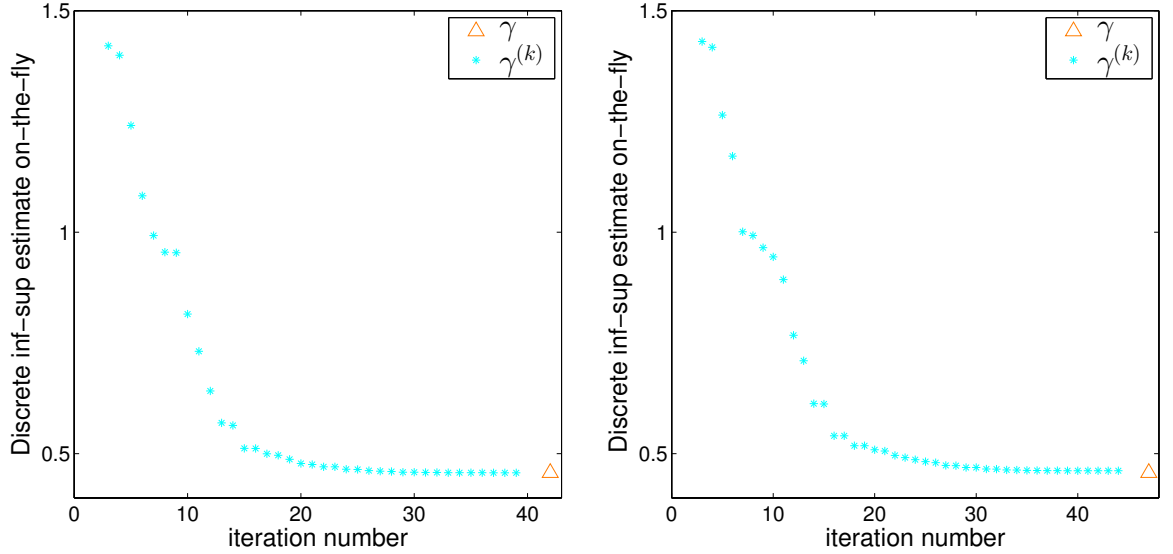 Discrete inf−sup estimate on−the−fly
1.5
1
0.5
0
10
20
30
40
iteration number
γ
γ^(k)
Discrete inf−sup estimate on−the−fly
1.5
1
0.5
0
10
20
30
40
iteration number
γ
γ^(k)